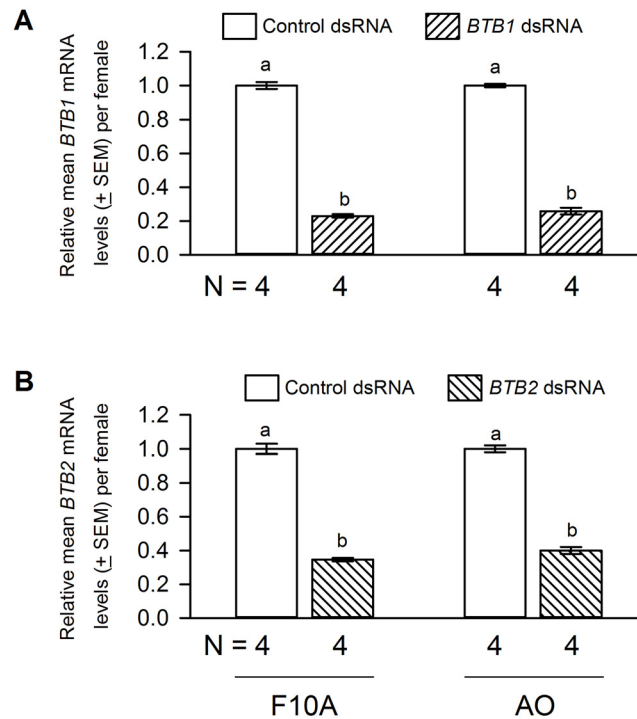 A
Control dsRNA
BTB1 dsRNA
Relative mean BTB1 mRNA
levels (± SEM) per female
1.2
1.0
0.8
0.6
0.4
0.2
0.0
a
b
a
b
N = 4 4 4 4
B
Control dsRNA
BTB2 dsRNA
Relative mean BTB2 mRNA
levels (± SEM) per female
1.2
1.0
0.8
0.6
0.4
0.2
0.0
a
b
a
b
N = 4 4 4 4
F10A AO